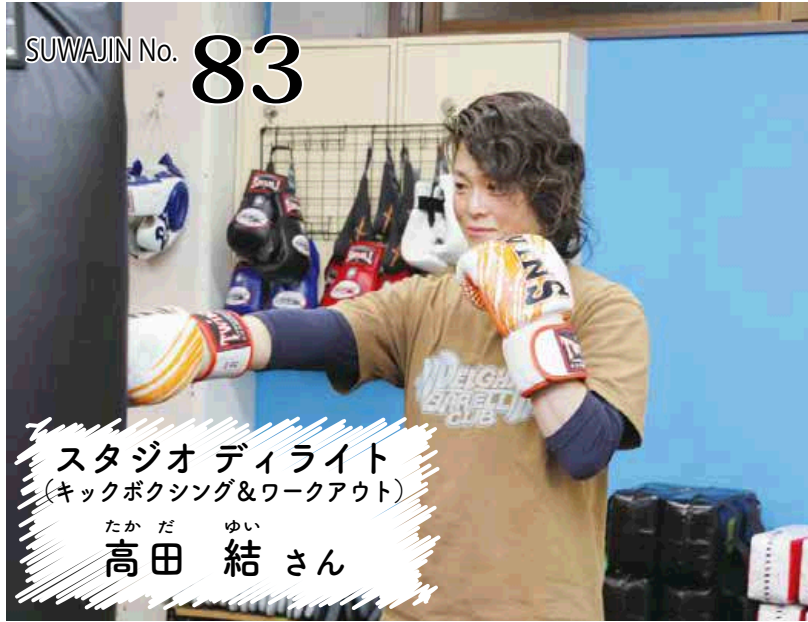 SUWAJIN No. 83
スタジオ ディライト
（キックボクシング＆ワークアウト）
たか だ ゆい
高田 結 さん
TWINS